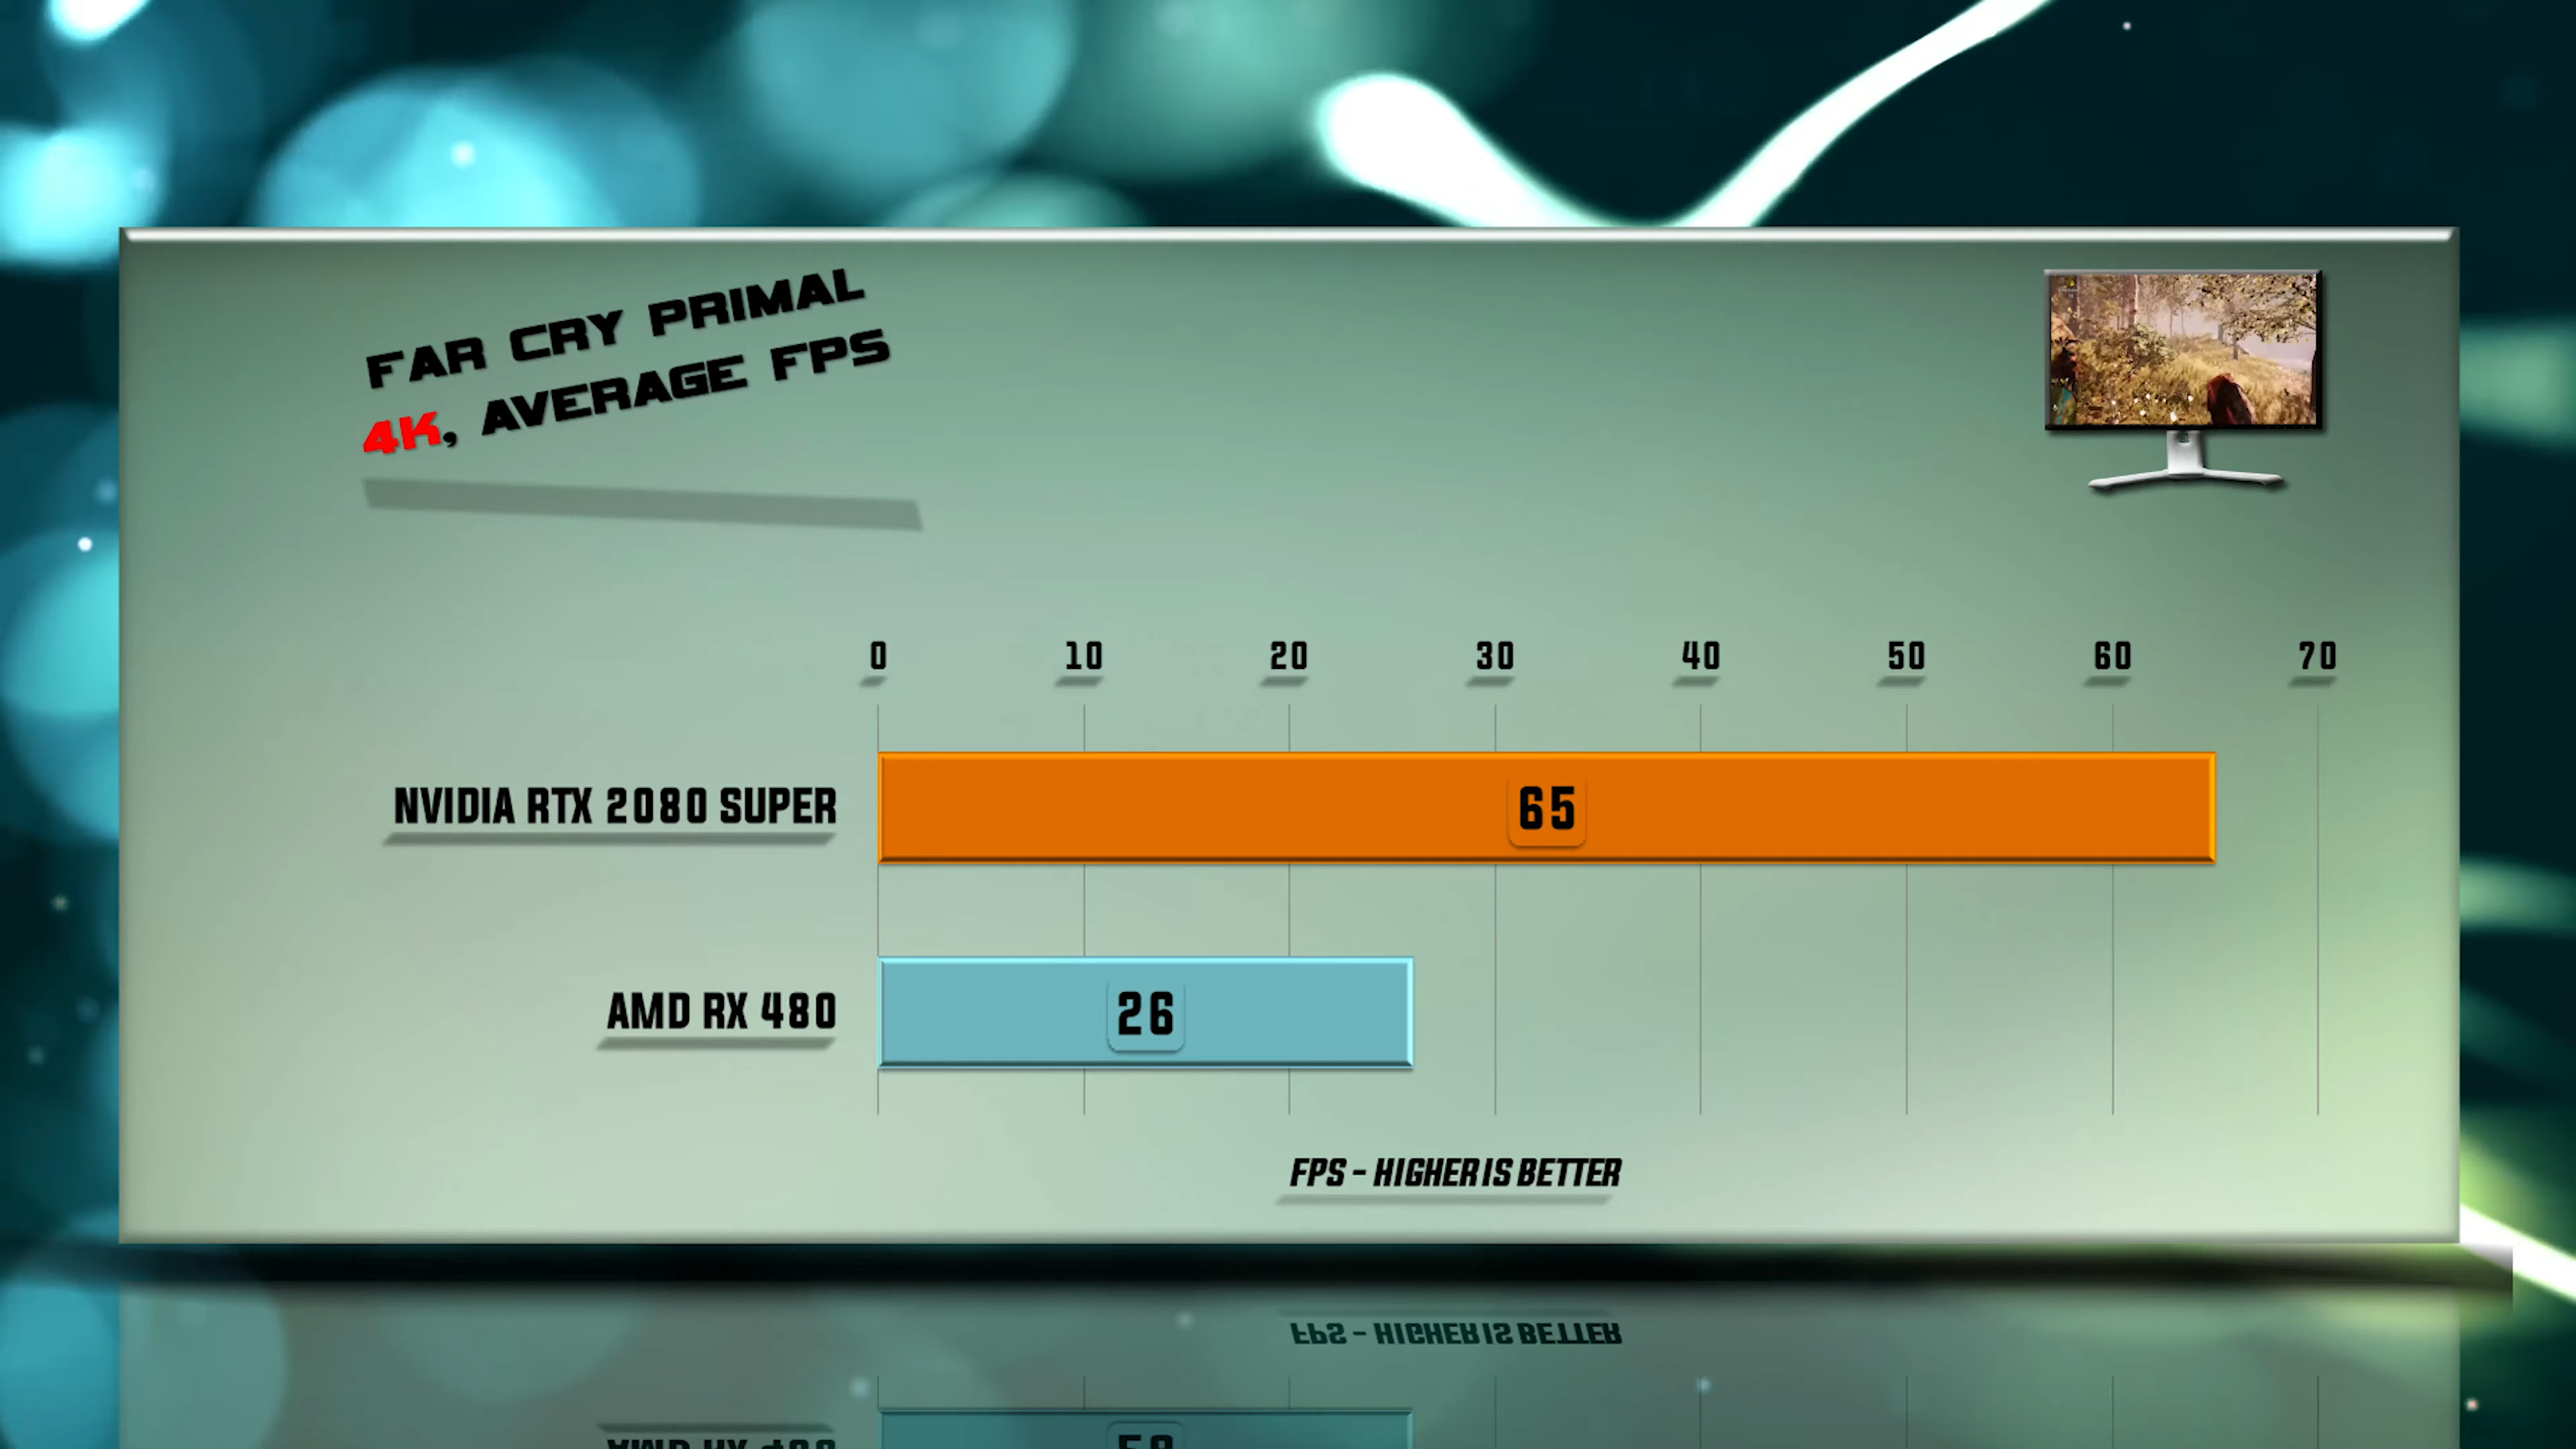 FAR CRY PRIMAL
4K, AVERAGE FPS
0 10 20 30 40 50 60 70
NVIDIA RTX 2080 SUPER 65
AMD RX 480 26
FPS - HIGHER IS BETTER